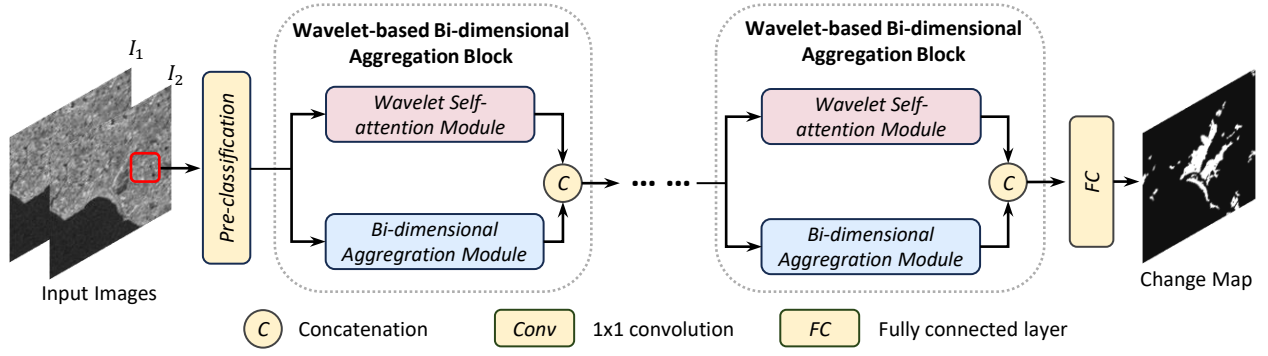 I1
I2
Input Images
Pre-classification
Wavelet-based Bi-dimensional
Aggregation Block
Wavelet Self-
attention Module
Bi-dimensional
Aggregration Module
C
... ...
Wavelet-based Bi-dimensional
Aggregation Block
Wavelet Self-
attention Module
Bi-dimensional
Aggregration Module
C
FC
Change Map
C Concatenation
Conv 1x1 convolution
FC Fully connected layer